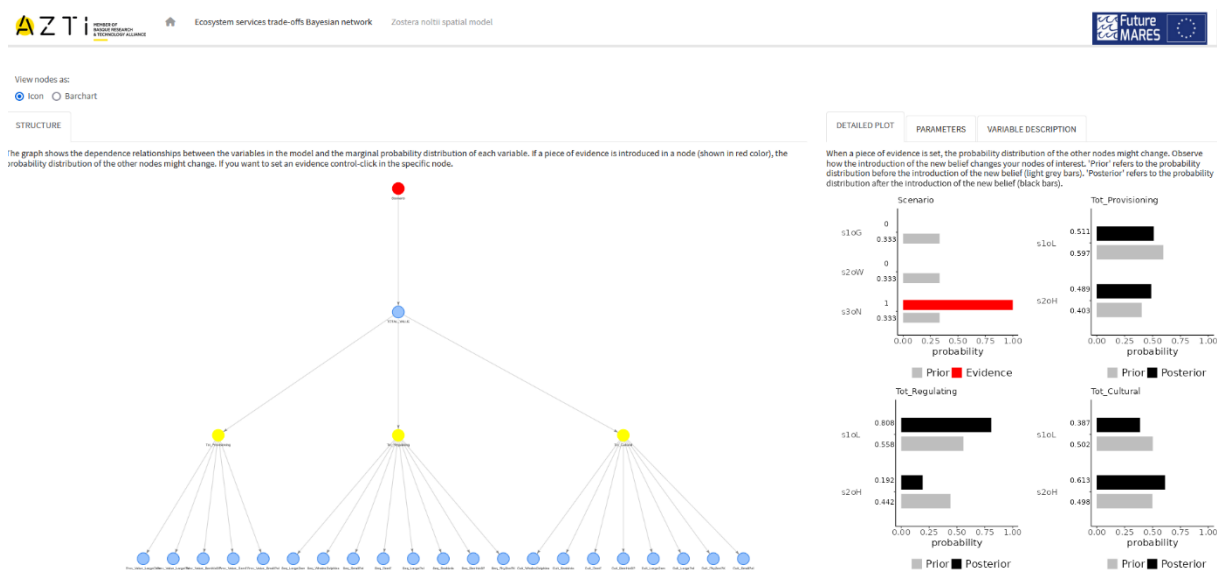 AZTi
MEMBER OF
BASQUE RESEARCH
& TECHNOLOGY ALLIANCE
Ecosystem services trade-offs Bayesian network
Zostera noltii spatial model
Future
MARES
View nodes as:
Icon
Barchart
STRUCTURE
The graph shows the dependence relationships between the variables in the model and the marginal probability distribution of each variable. If a piece of evidence is introduced in a node (shown in red color), the
probability distribution of the other nodes might change. If you want to set an evidence control-click in the specific node.
Scenario
Tot_Provisioning
DETAILED PLOT
PARAMETERS
VARIABLE DESCRIPTION
When a piece of evidence is set, the probability distribution of the other nodes might change. Observe
how the introduction of the new belief changes your nodes of interest. 'Prior' refers to the probability
distribution before the introduction of the new belief (light grey bars). 'Posterior' refers to the probability
distribution after the introduction of the new belief (black bars).
Scenario
s1oG
0
0.333
s2oW
0
0.333
s3oN
1
0.333
0.00 0.25 0.50 0.75 1.00
probability
Prior Evidence
Tot_Provisioning
s1oL
0.511
0.597
s2oH
0.489
0.403
0.00 0.25 0.50 0.75 1.00
probability
Prior Posterior
Tot_Regulating
s1oL
0.808
0.558
s2oH
0.192
0.442
0.00 0.25 0.50 0.75 1.00
probability
Prior Posterior
Tot_Cultural
s1oL
0.387
0.502
s2oH
0.613
0.498
0.00 0.25 0.50 0.75 1.00
probability
Prior Posterior